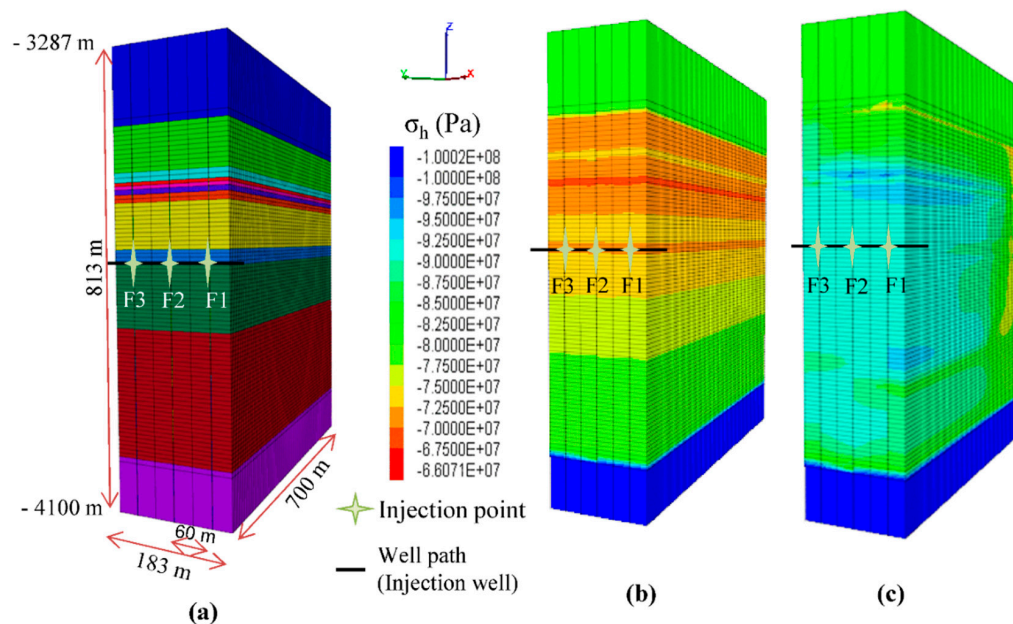 - 3287 m
813 m
- 4100 m
F3 F2 F1
60 m
183 m
700 m
(a)
Z
Y X
σh (Pa)
-1.0002E+08
-1.0000E+08
-9.7500E+07
-9.5000E+07
-9.2500E+07
-9.0000E+07
-8.7500E+07
-8.5000E+07
-8.2500E+07
-8.0000E+07
-7.7500E+07
-7.5000E+07
-7.2500E+07
-6.7500E+07
-6.6071E+07
Injection point
Well path
(Injection well)
F3 F2 F1
(b)
F3 F2 F1
(c)